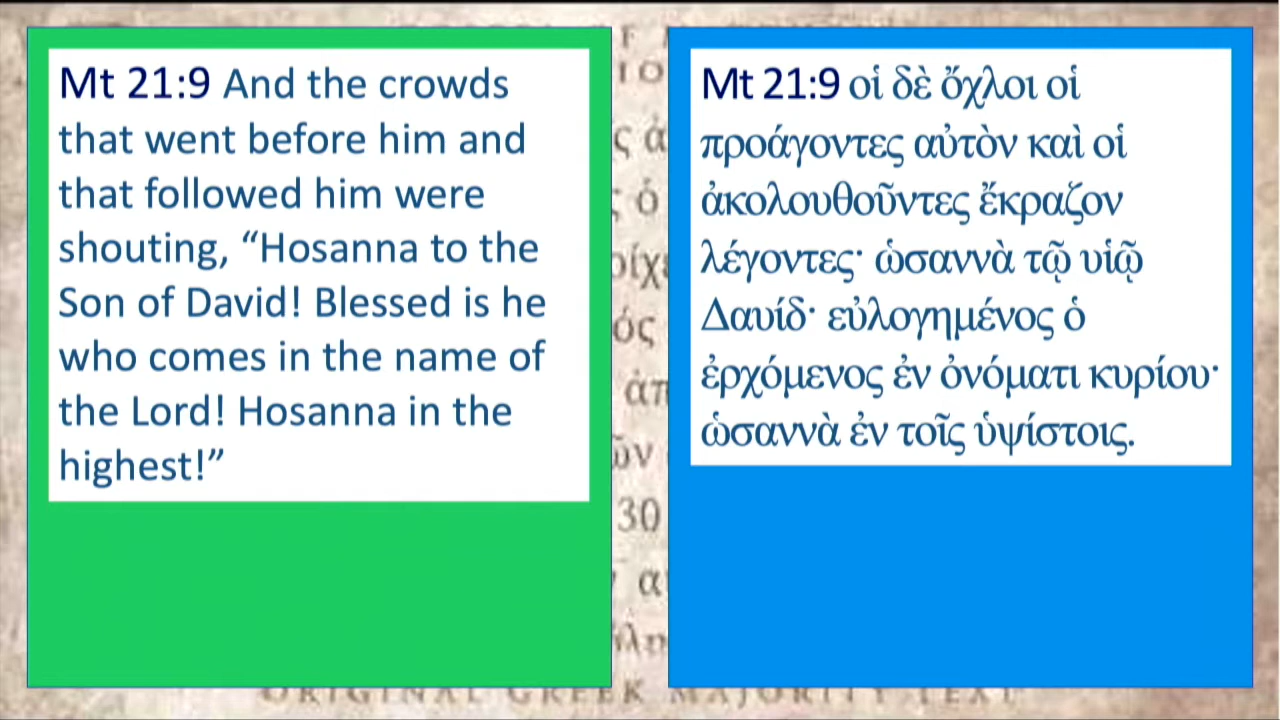 Mt 21:9 And the crowds
that went before him and
that followed him were
shouting, “Hosanna to the
Son of David! Blessed is he
who comes in the name of
the Lord! Hosanna in the
highest!”
Mt 21:9 οἱ δὲ ὄχλοι οἱ
προάγοντες αὐτὸν καὶ οἱ
ἀκολουθοῦντες ἔκραζον
λέγοντες· ὡσαννὰ τῷ υἱῷ
Δαυίδ· εὐλογημένος ὁ
ἐρχόμενος ἐν ὀνόματι κυρίου·
ὡσαννὰ ἐν τοῖς ὑψίστοις.
30
ORIGINAL GREEK MAJORITY TEXT